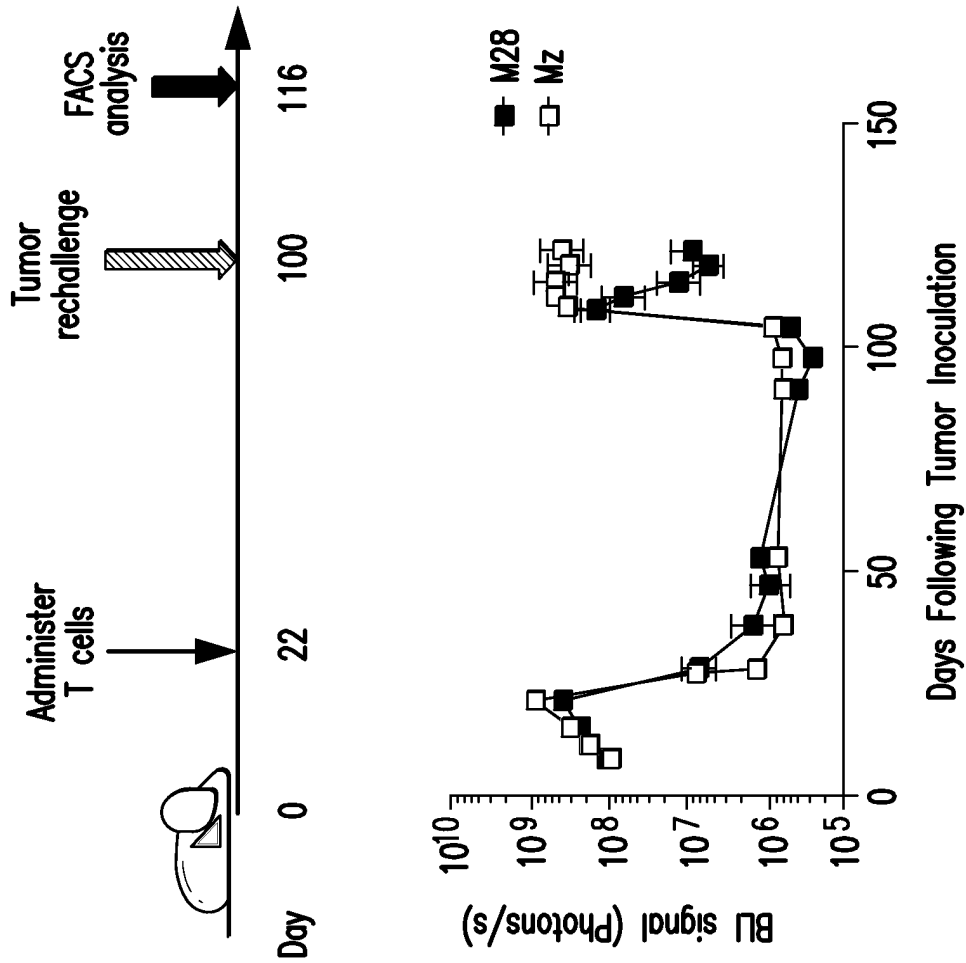 Administer
T cells
Tumor
rechallenge
FACS
analysis
Day 0 22 100 116
M28
Mz
BLI signal (Photons/s)
10^10
10^9
10^8
10^7
10^6
10^5
0 50 100 150
Days Following Tumor Inoculation